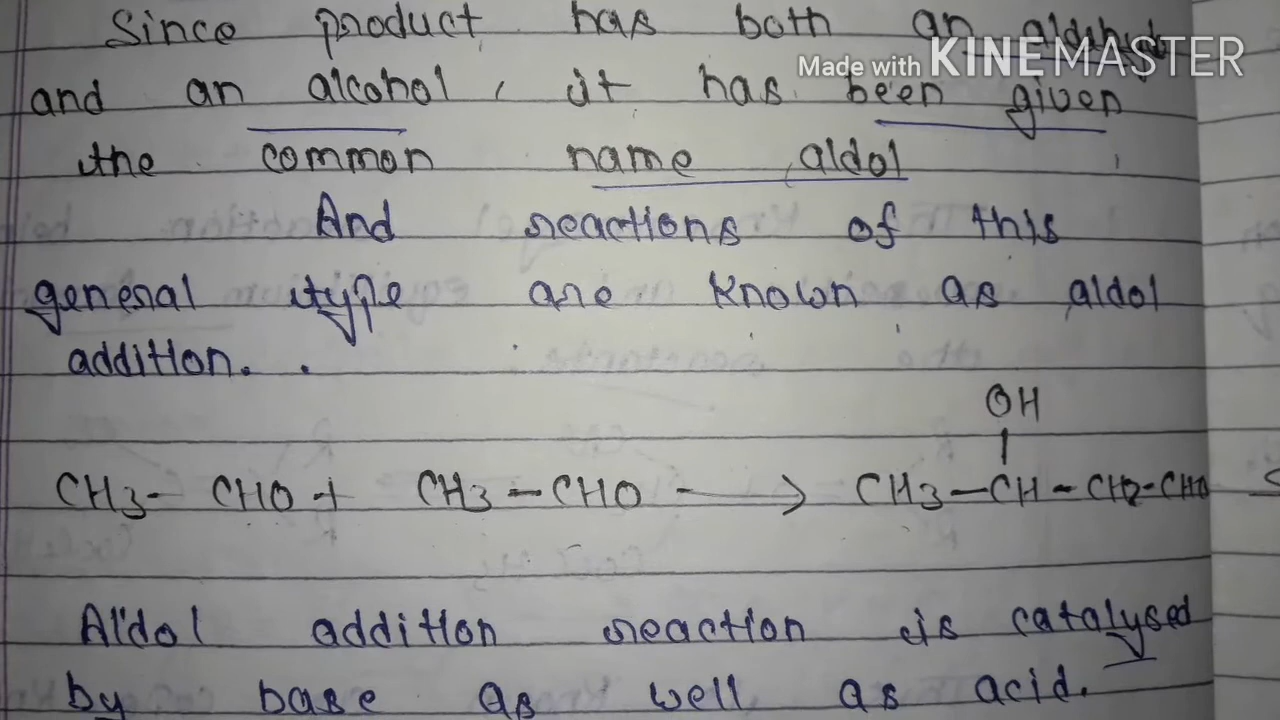 Since product has both an aldehyde
Made with KINEMASTER
and an alcohol, it has been given
the common name aldol
And reactions of this
general type are known as aldol
addition.
OH
CH3- CHO + CH3-CHO → CH3-CH-CH2-CHO
Aldol addition reaction is catalysed
by base as well as acid.